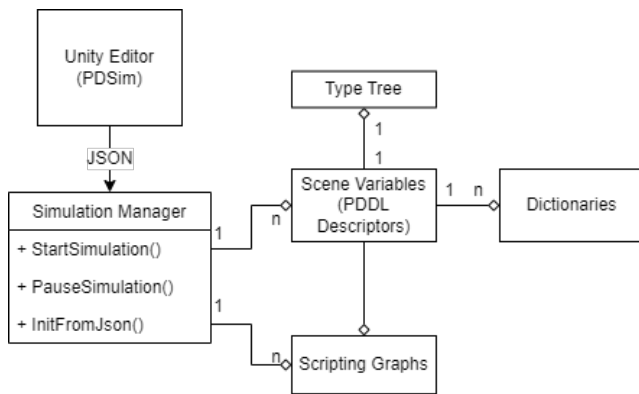 Unity Editor
(PDSim)
JSON
Simulation Manager
+ StartSimulation()
+ PauseSimulation()
+ InitFromJson()
1
n
1
n
Type Tree
1
1
Scene Variables
(PDDL
Descriptors)
1
n
Dictionaries
Scripting Graphs